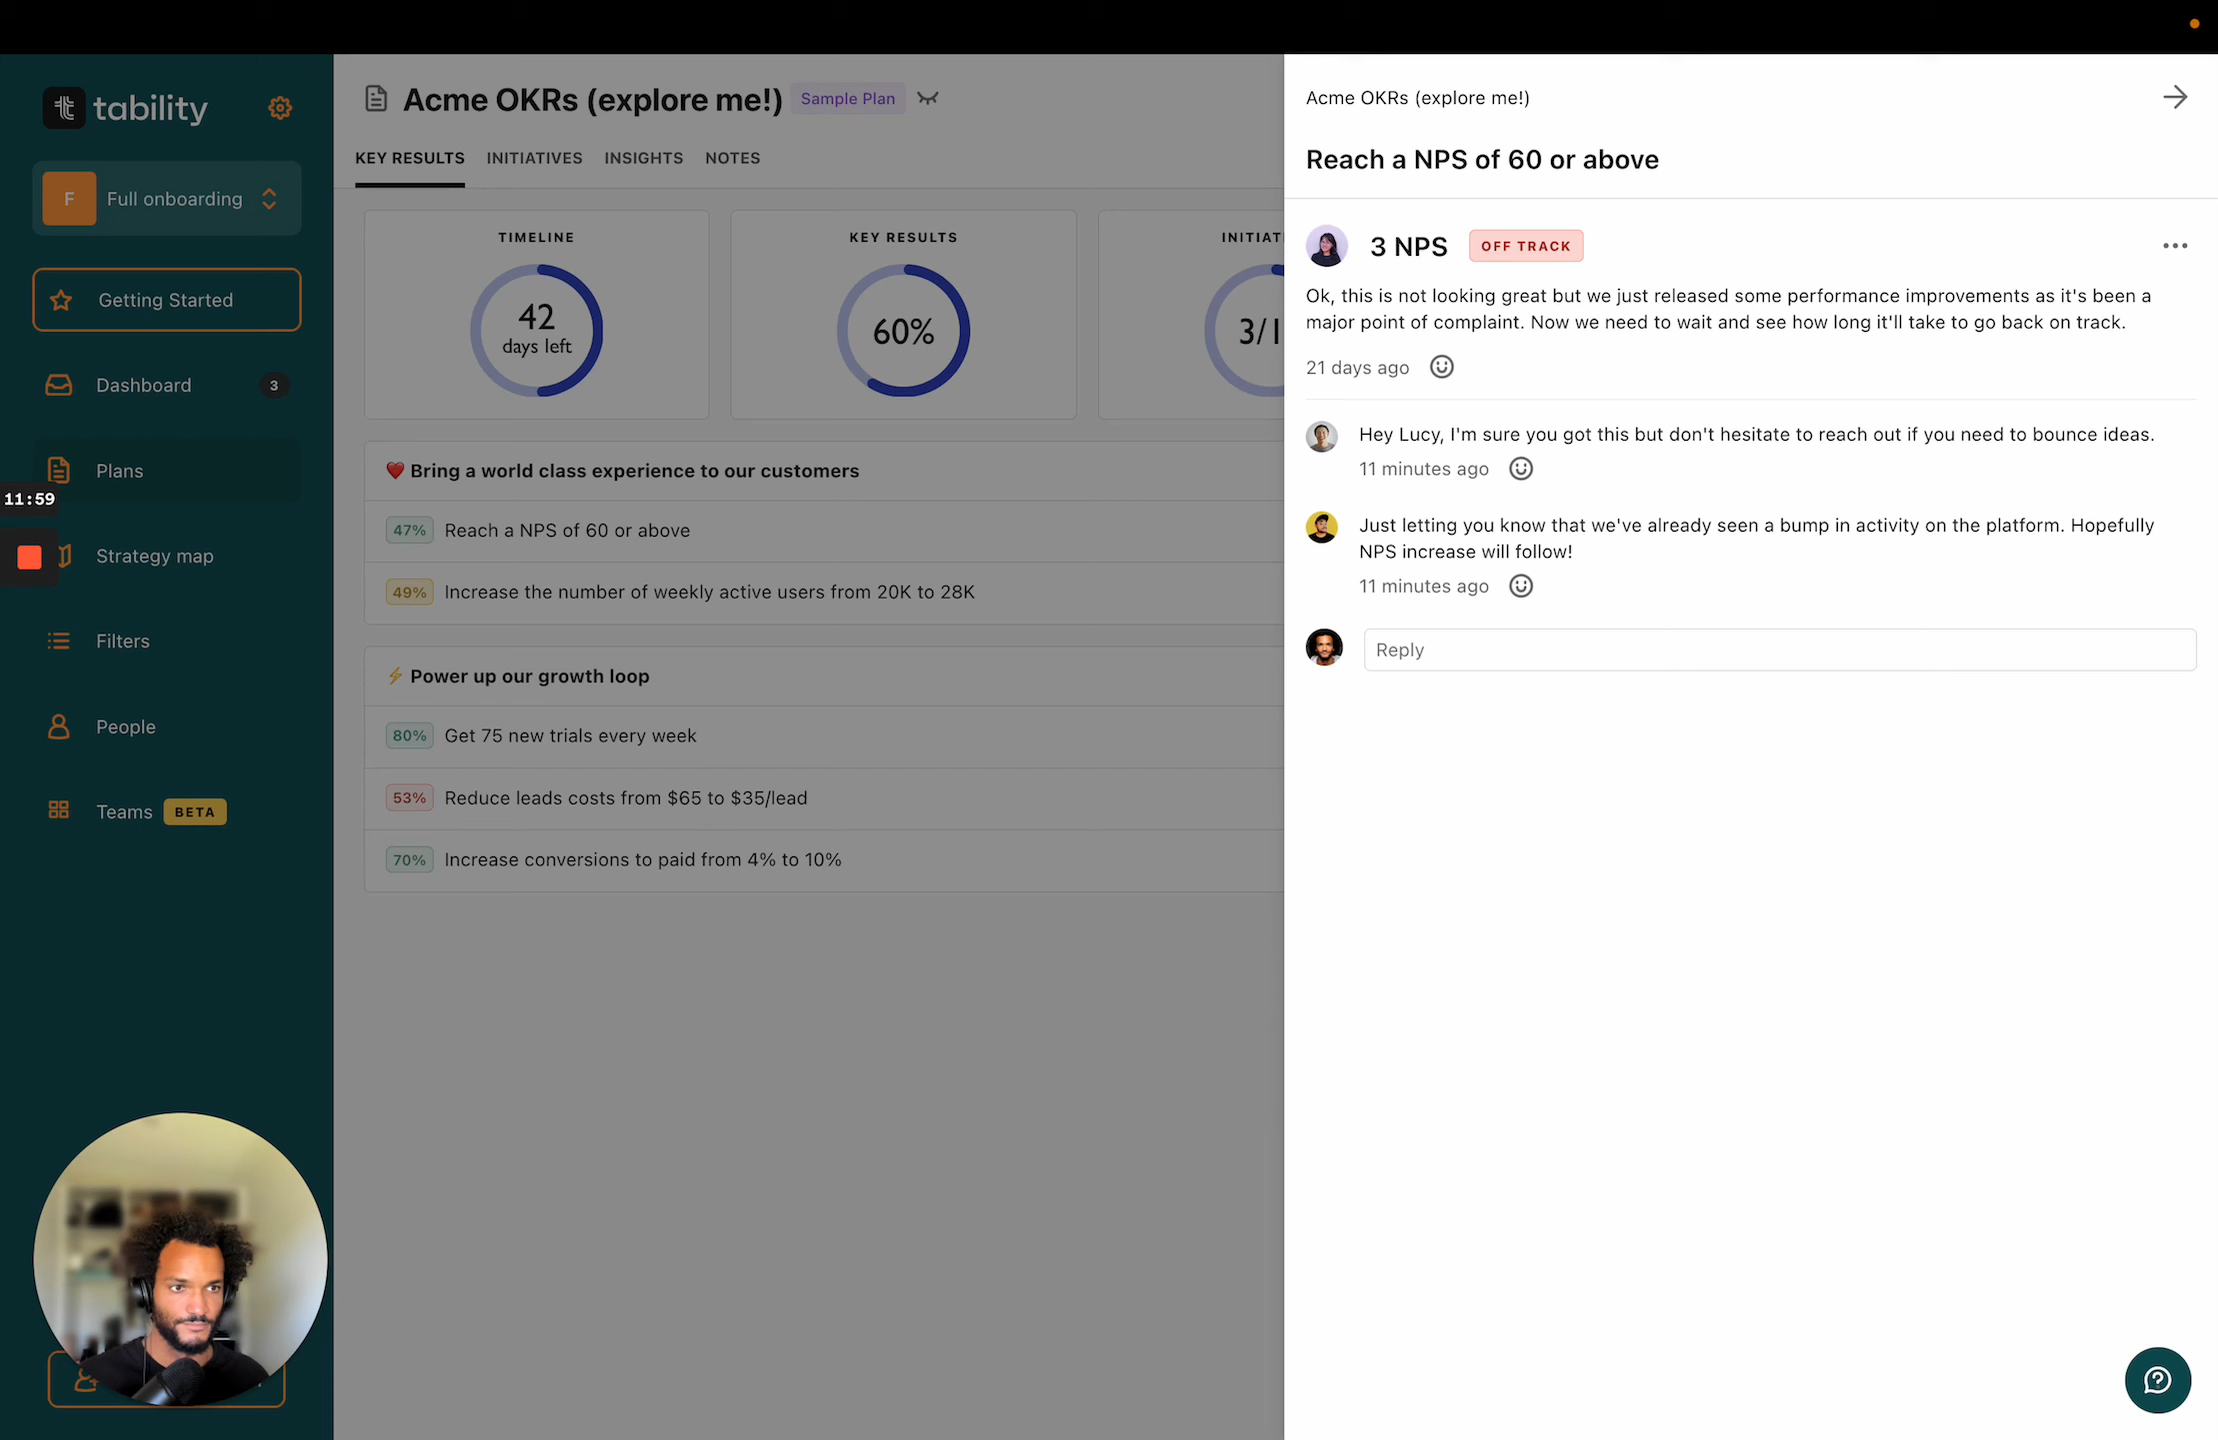 tability
F
Full onboarding
Getting Started
Dashboard
3
Plans
11:59
Strategy map
Filters
People
Teams
BETA
Acme OKRs (explore me!)
Sample Plan
KEY RESULTS
INITIATIVES
INSIGHTS
NOTES
TIMELINE
42
days left
KEY RESULTS
60%
INITIAT
3/1
❤️ Bring a world class experience to our customers
47%
Reach a NPS of 60 or above
49%
Increase the number of weekly active users from 20K to 28K
⚡ Power up our growth loop
80%
Get 75 new trials every week
53%
Reduce leads costs from $65 to $35/lead
70%
Increase conversions to paid from 4% to 10%
Acme OKRs (explore me!)
Reach a NPS of 60 or above
3 NPS
OFF TRACK
Ok, this is not looking great but we just released some performance improvements as it's been a
major point of complaint. Now we need to wait and see how long it'll take to go back on track.
21 days ago
Hey Lucy, I'm sure you got this but don't hesitate to reach out if you need to bounce ideas.
11 minutes ago
Just letting you know that we've already seen a bump in activity on the platform. Hopefully
NPS increase will follow!
11 minutes ago
Reply